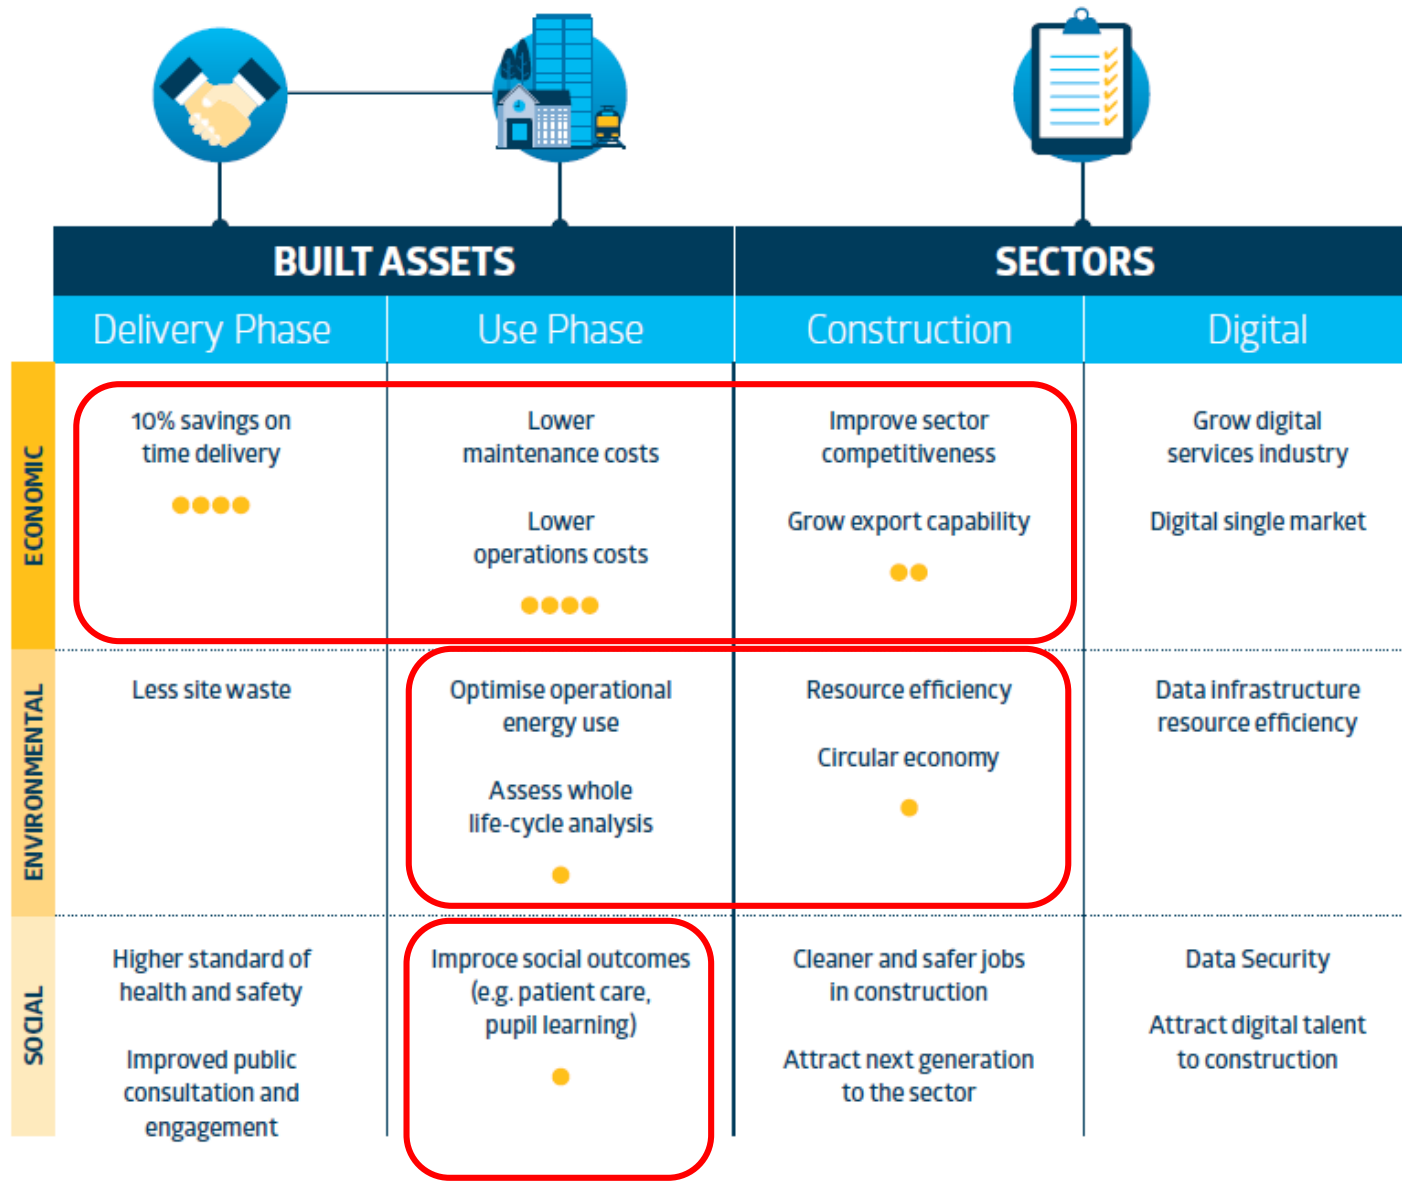 BUILT ASSETS
SECTORS
Delivery Phase
Use Phase
Construction
Digital
ECONOMIC
10% savings on
time delivery
Lower
maintenance costs
Lower
operations costs
Improve sector
competitiveness
Grow export capability
Grow digital
services industry
Digital single market
ENVIRONMENTAL
Less site waste
Optimise operational
energy use
Assess whole
life-cycle analysis
Resource efficiency
Circular economy
Data infrastructure
resource efficiency
SOCIAL
Higher standard of
health and safety
Improved public
consultation and
engagement
Improce social outcomes
(e.g. patient care,
pupil learning)
Cleaner and safer jobs
in construction
Attract next generation
to the sector
Data Security
Attract digital talent
to construction